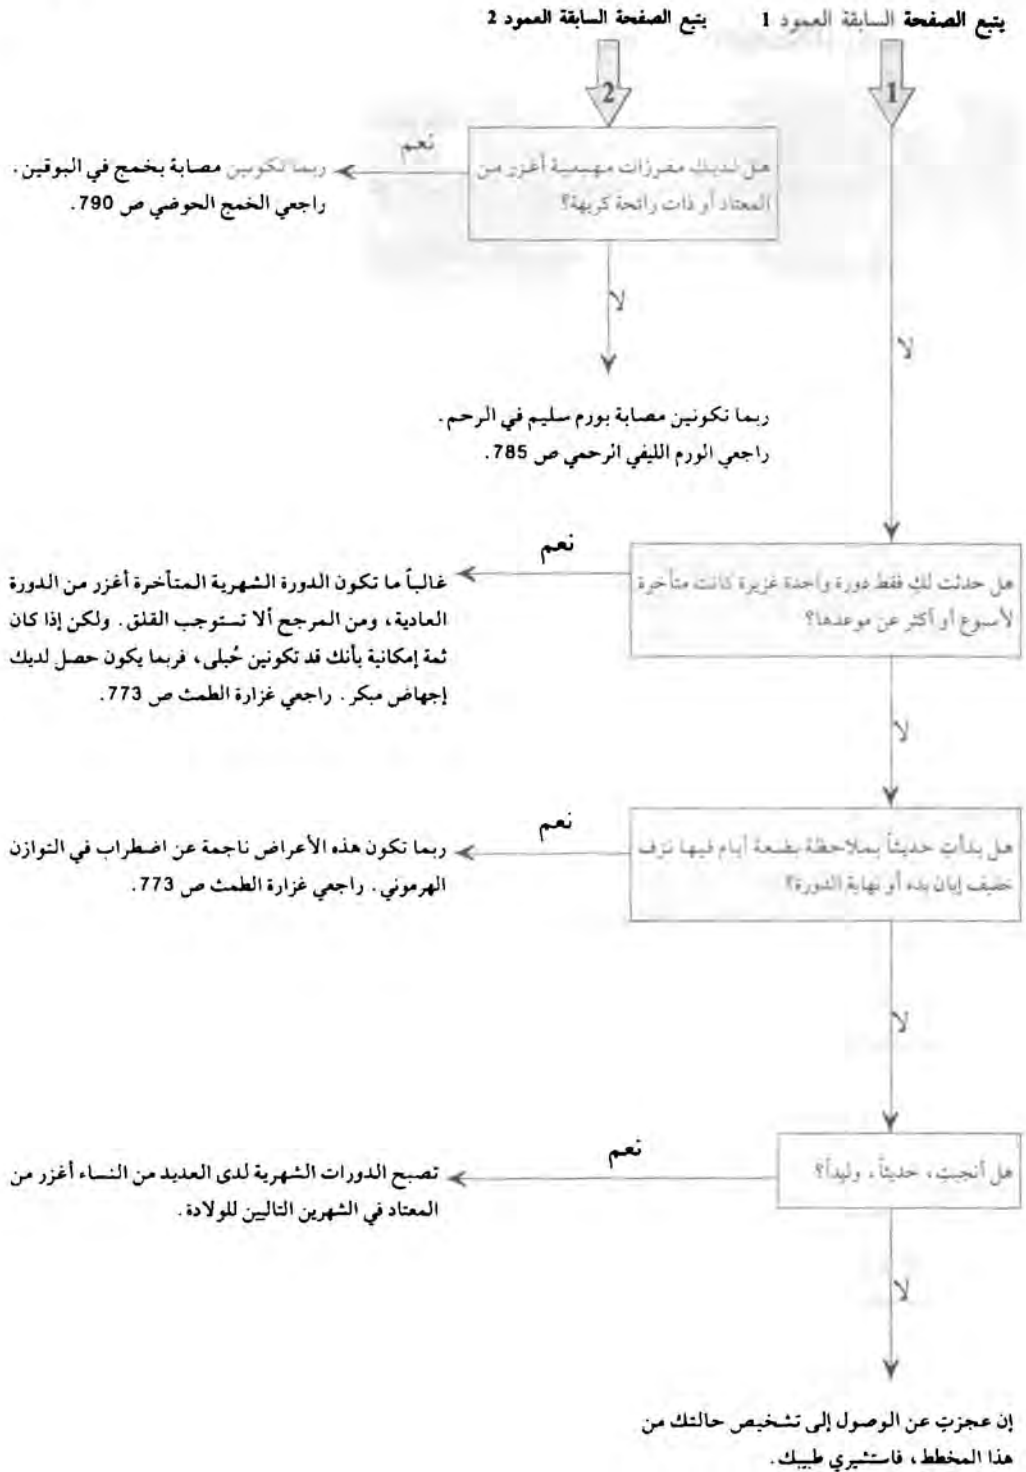 يتبع الصفحة السابقة العمود 1
يتبع الصفحة السابقة العمود 2
1
2
هل لديك مفرزات مهبلية أغزر من
المعتاد أو ذات رائحة كريهة؟
نعم
ربما تكونين مصابة بخمج في البوقين.
راجعي الخمج الحوضي ص 790.
لا
لا
ربما تكونين مصابة بورم سليم في الرحم.
راجعي الورم الليفي الرحمي ص 785.
هل حدثت لكِ فقط دورة واحدة غزيرة كانت متأخرة
لأسبوع أو أكثر عن موعدها؟
نعم
غالباً ما تكون الدورة الشهرية المتأخرة أغزر من الدورة
العادية، ومن المرجح ألا تستوجب القلق. ولكن إذا كان
ثمة إمكانية بأنك قد تكونين حُبلى، فربما يكون حصل لديك
إجهاض مبكر. راجعي غزارة الطمث ص 773.
لا
هل بدأتِ حديثاً بملاحظة بضعة أيام فيها نزف
خفيف إبان بدء أو نهاية الدورة؟
نعم
ربما تكون هذه الأعراض ناجمة عن اضطراب في التوازن
الهرموني. راجعي غزارة الطمث ص 773.
لا
هل أنجبتِ، حديثاً، وليداً؟
نعم
تصبح الدورات الشهرية لدى العديد من النساء أغزر من
المعتاد في الشهرين التاليين للولادة.
لا
إن عجزتِ عن الوصول إلى تشخيص حالتك من
هذا المخطط، فاستشيري طبيبك.